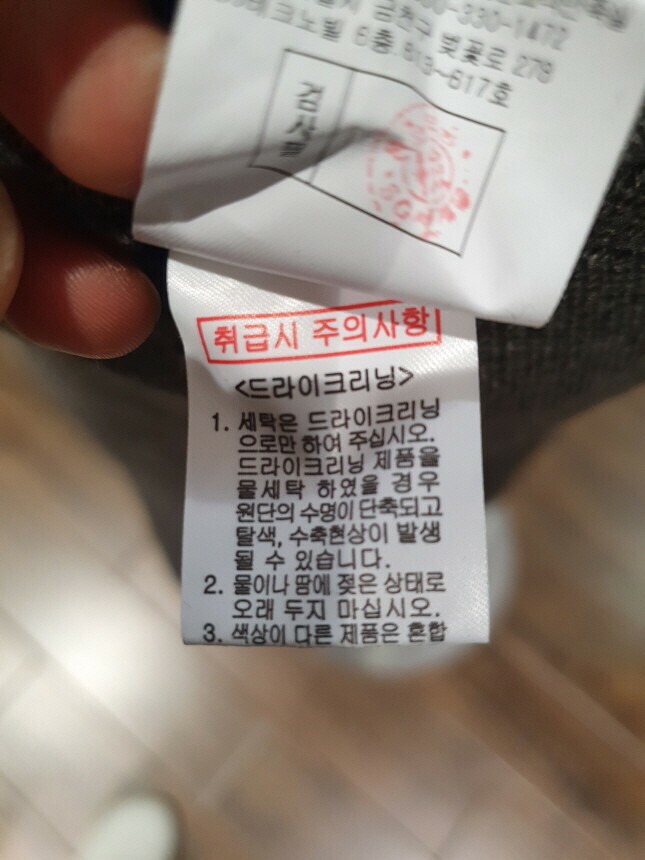 330-1472
금천구 벚꽃로 278
크노빌 6층 613~617호
검사필
취급시 주의사항
<드라이크리닝>
1. 세탁은 드라이크리닝
으로만 하여 주십시오.
드라이크리닝 제품을
물세탁 하였을 경우
원단의 수명이 단축되고
탈색, 수축현상이 발생
될 수 있습니다.
2. 물이나 땀에 젖은 상태로
오래 두지 마십시오.
3. 색상이 다른 제품은 혼합